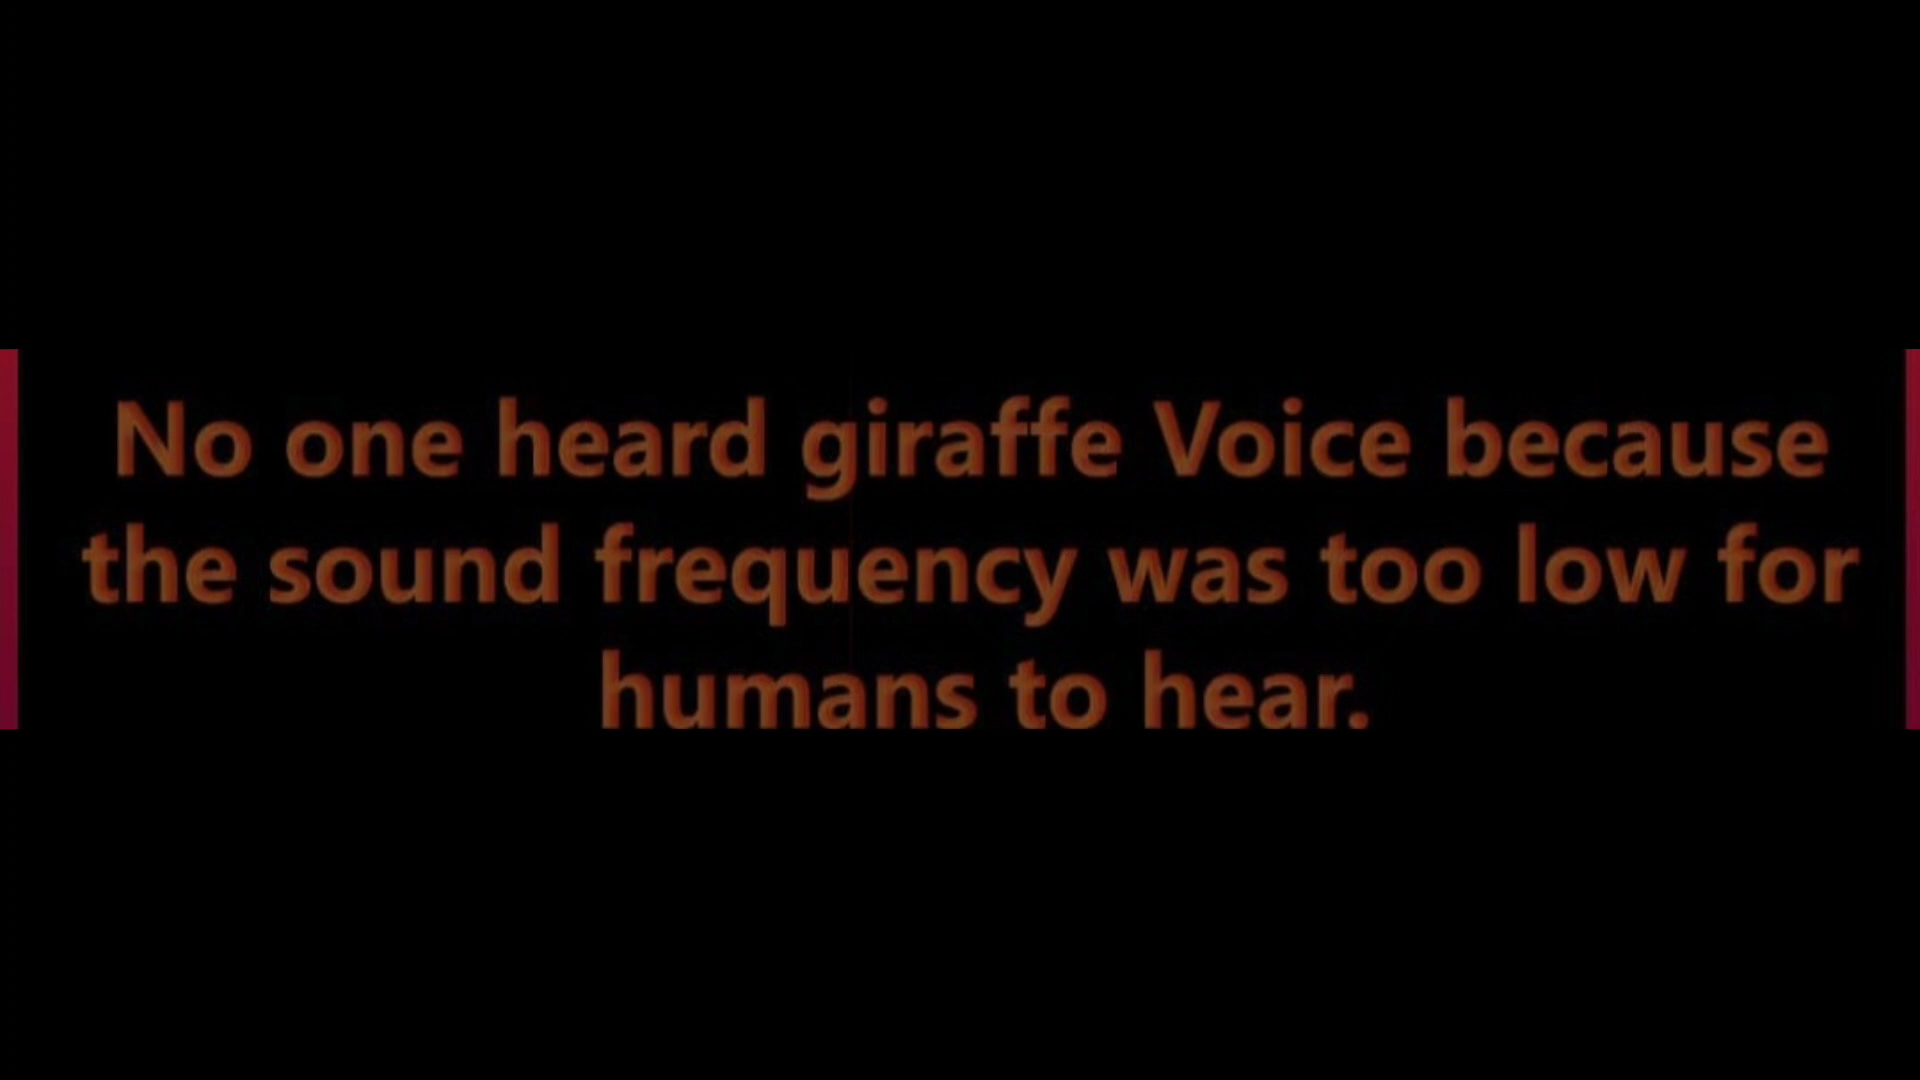 No one heard giraffe Voice because
the sound frequency was too low for
humans to hear.